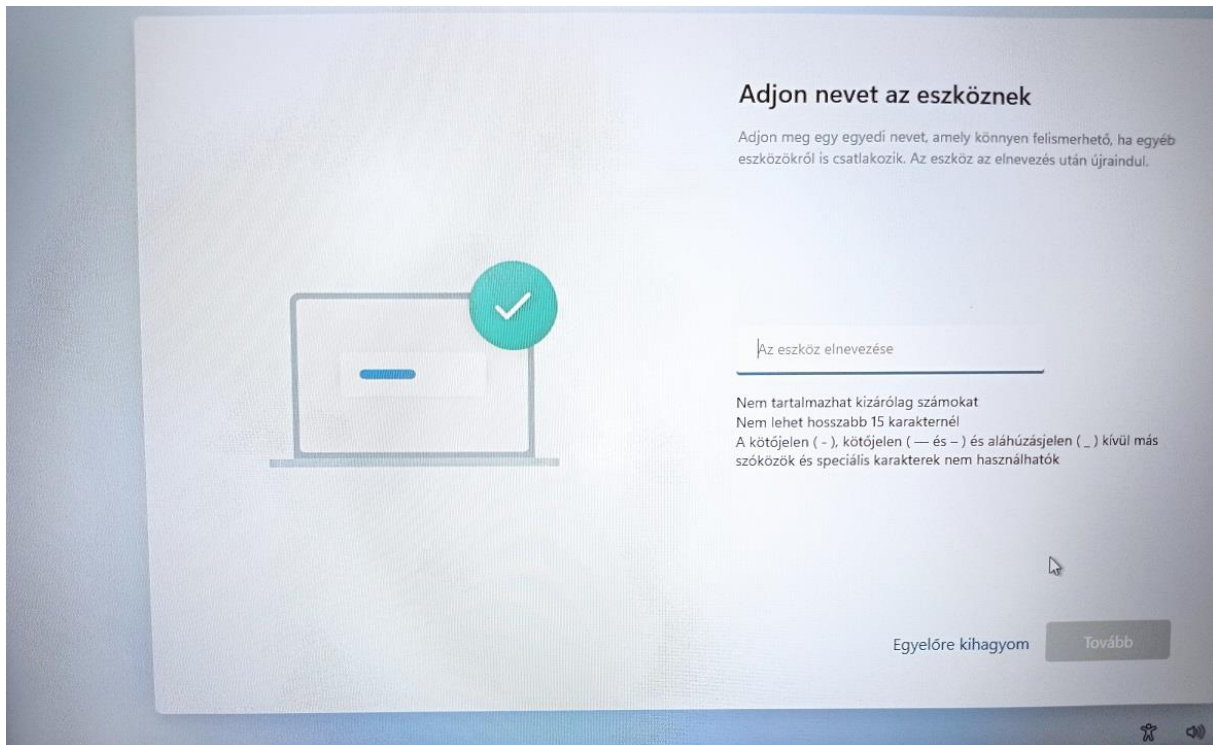 Adjon nevet az eszköznek
Adjon meg egy egyedi nevet, amely könnyen felismerhető, ha egyéb
eszközökről is csatlakozik. Az eszköz az elnevezés után újraindul.
Az eszköz elnevezése
Nem tartalmazhat kizárólag számokat
Nem lehet hosszabb 15 karakternél
A kötőjelen ( - ), kötőjelen ( — és – ) és aláhúzásjelen ( _ ) kívül más
szóközök és speciális karakterek nem használhatók
Egyelőre kihagyom
Tovább